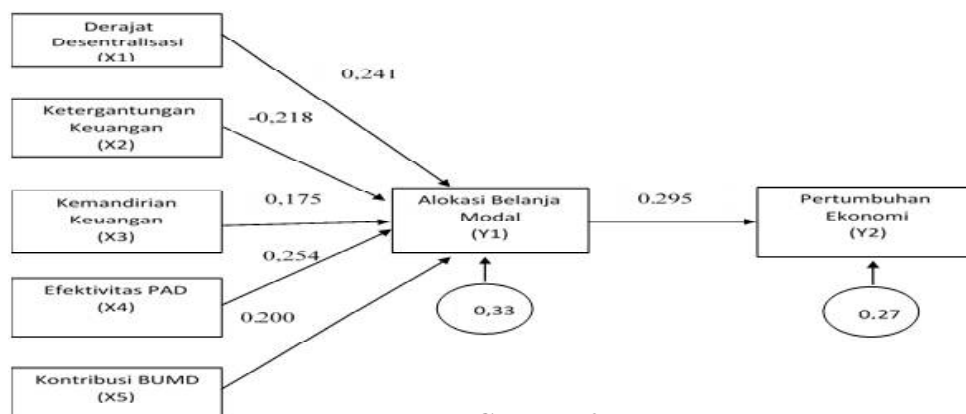 Derajat
Desentralisasi
(X1)
0,241
Ketergantungan
Keuangan
(X2)
-0,218
Kemandirian
Keuangan
(X3)
0,175
Alokasi Belanja
Modal
(Y1)
0.295
Pertumbuhan
Ekonomi
(Y2)
0,254
Efektivitas PAD
(X4)
0.200
0,33
0,27
Kontribusi BUMD
(X5)